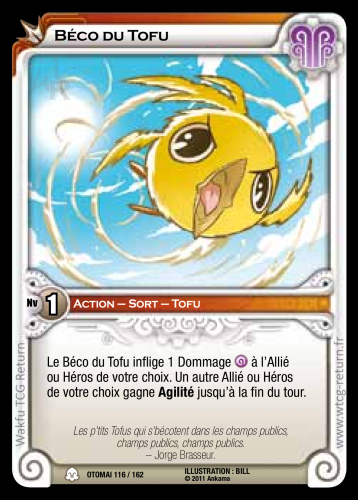 Béco du Tofu
Nv 1
Action – Sort – Tofu
Le Béco du Tofu inflige 1 Dommage à l'Allié
ou Héros de votre choix. Un autre Allié ou Héros
de votre choix gagne Agilité jusqu'à la fin du tour.
Les p'tits Tofus qui s'bécotent dans les champs publics,
champs publics, champs publics.
– Jorge Brasseur.
OTOMAI 116 / 162
ILLUSTRATION : BILL
© 2011 Ankama
Wakfu TCG Return
www.wtcg-return.fr